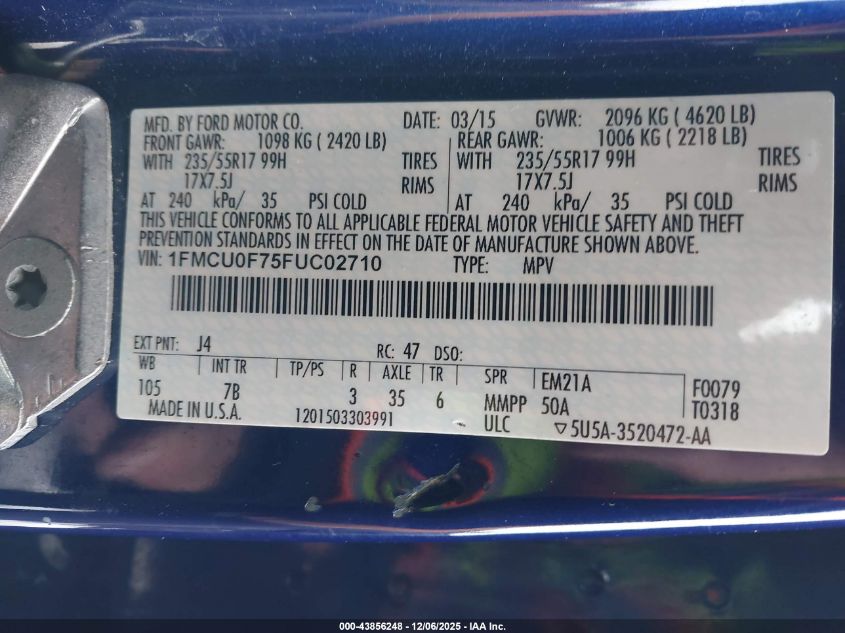 MFD. BY FORD MOTOR CO. DATE: 03/15 GVWR: 2096 KG ( 4620 LB)
FRONT GAWR: 1098 KG ( 2420 LB) REAR GAWR: 1006 KG ( 2218 LB)
WITH 235/55R17 99H TIRES WITH 235/55R17 99H TIRES
17X7.5J RIMS 17X7.5J RIMS
AT 240 kPa/ 35 PSI COLD AT 240 kPa/ 35 PSI COLD
THIS VEHICLE CONFORMS TO ALL APPLICABLE FEDERAL MOTOR VEHICLE SAFETY AND THEFT
PREVENTION STANDARDS IN EFFECT ON THE DATE OF MANUFACTURE SHOWN ABOVE.
VIN: 1FMCU0F75FUC02710 TYPE: MPV
EXT PNT: J4 RC: 47 DSO:
WB INT TR TP/PS R AXLE TR SPR EM21A F0079
105 7B 3 35 6 MMPP 50A T0318
MADE IN U.S.A. 1201503303991 ULC ▽5U5A-3520472-AA
000-43856248 - 12/06/2025 - IAA Inc.